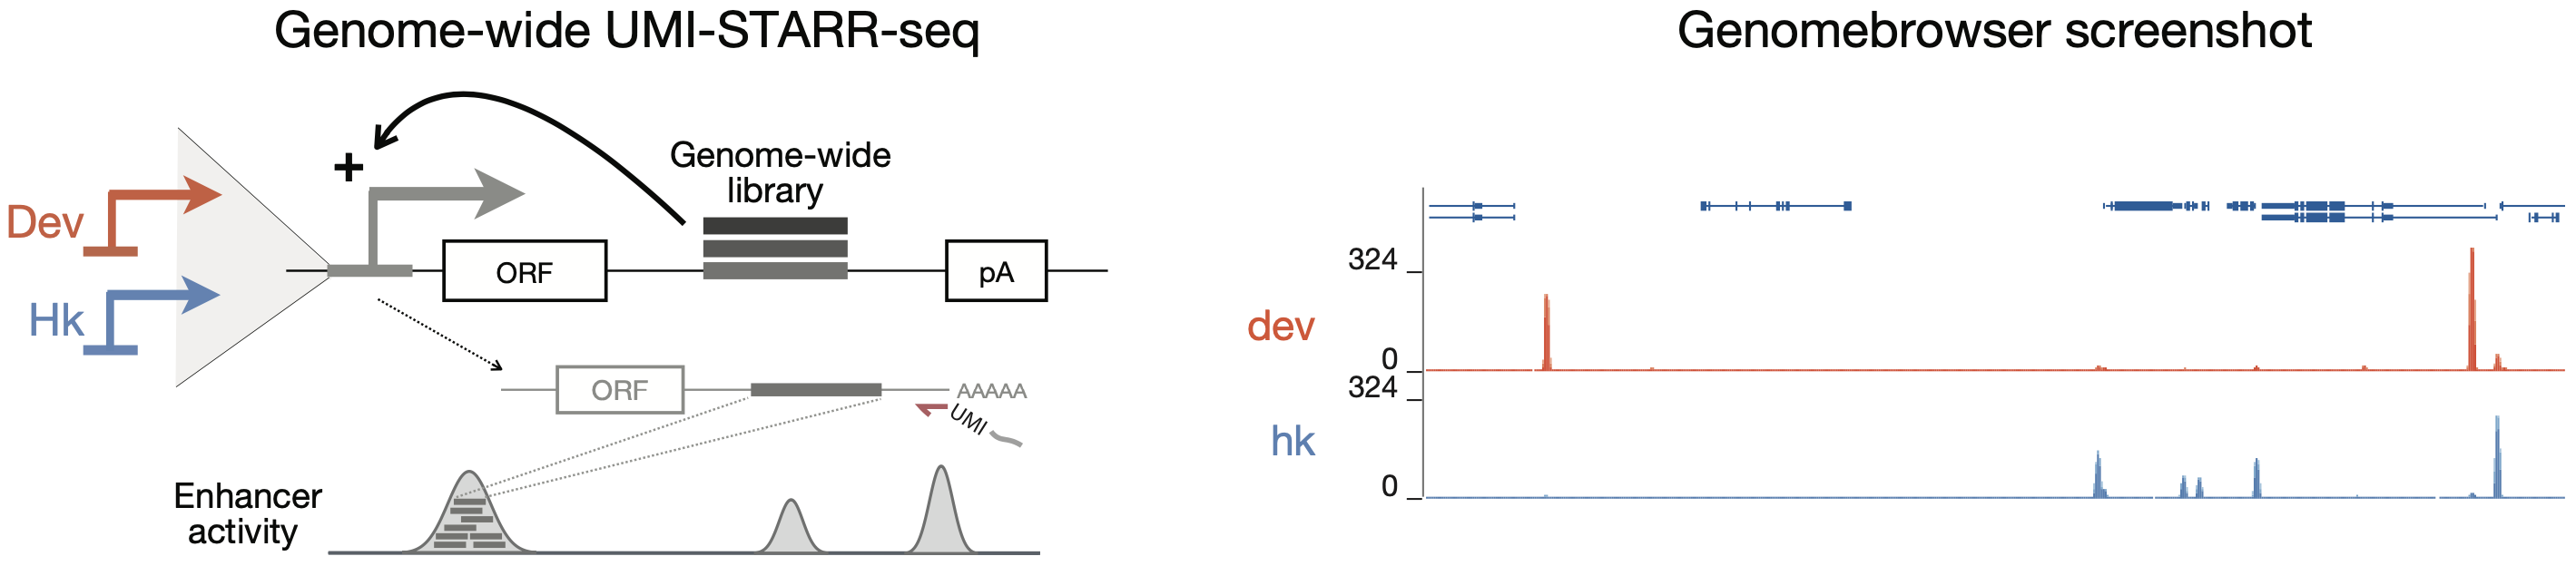 Genome-wide UMI-STARR-seq
+
Genome-wide
library
Dev
Hk
ORF
pA
ORF
AAAAA
UMI
Enhancer
activity
Genomebrowser screenshot
324
dev
0
324
hk
0